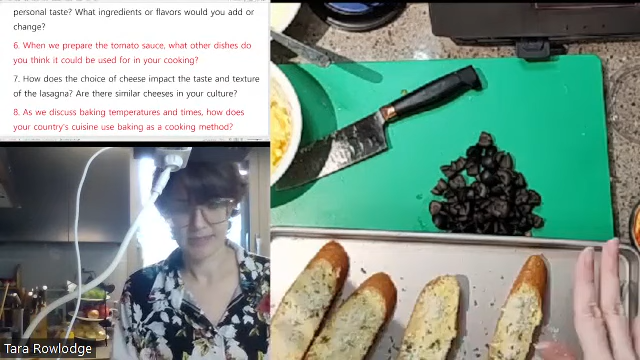 personal taste? What ingredients or flavors would you add or
change?
6. When we prepare the tomato sauce, what other dishes do
you think it could be used for in your cooking?
7. How does the choice of cheese impact the taste and texture
of the lasagna? Are there similar cheeses in your culture?
8. As we discuss baking temperatures and times, how does
your country's cuisine use baking as a cooking method?
Tara Rowlodge